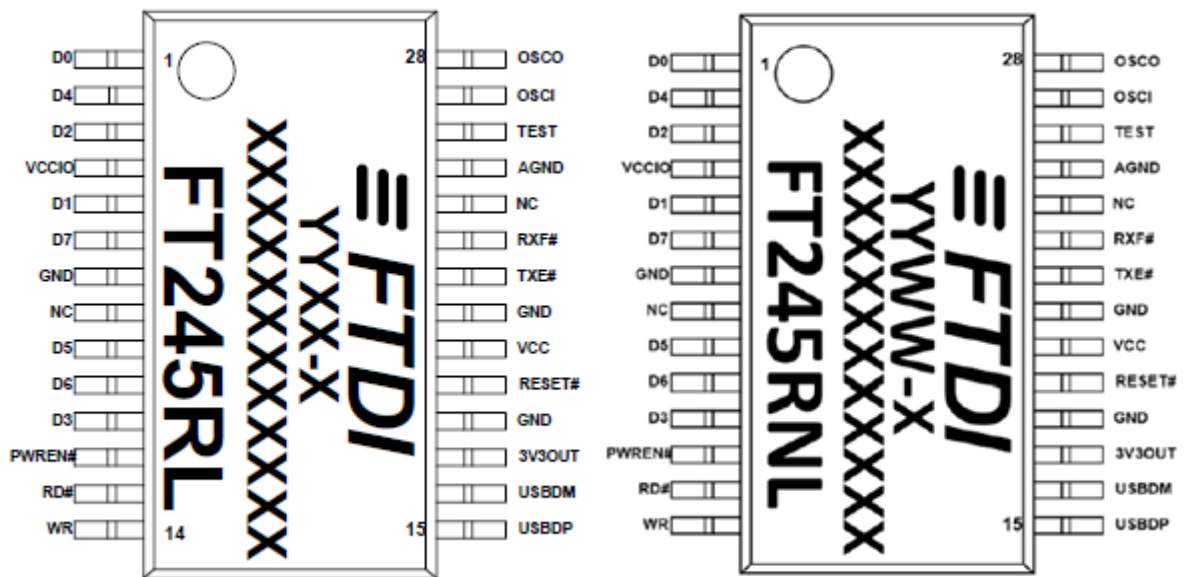 D0 1 28 OSCO
D4 OSCI
D2 TEST
VCCIO AGND
D1 NC
D7 RXF#
GND TXE#
NC GND
D5 VCC
D6 RESET#
D3 GND
PWREN# 3V3OUT
RD# USBDM
WR 14 15 USBDP
FTDI
YYXX-X
XXXXXXXXXXXX
FT245RL
D0 1 28 OSCO
D4 OSCI
D2 TEST
VCCIO AGND
D1 NC
D7 RXF#
GND TXE#
NC GND
D5 VCC
D6 RESET#
D3 GND
PWREN# 3V3OUT
RD# USBDM
WR 15 USBDP
FTDI
YYWW-X
XXXXXXXXXXXX
FT245RNL